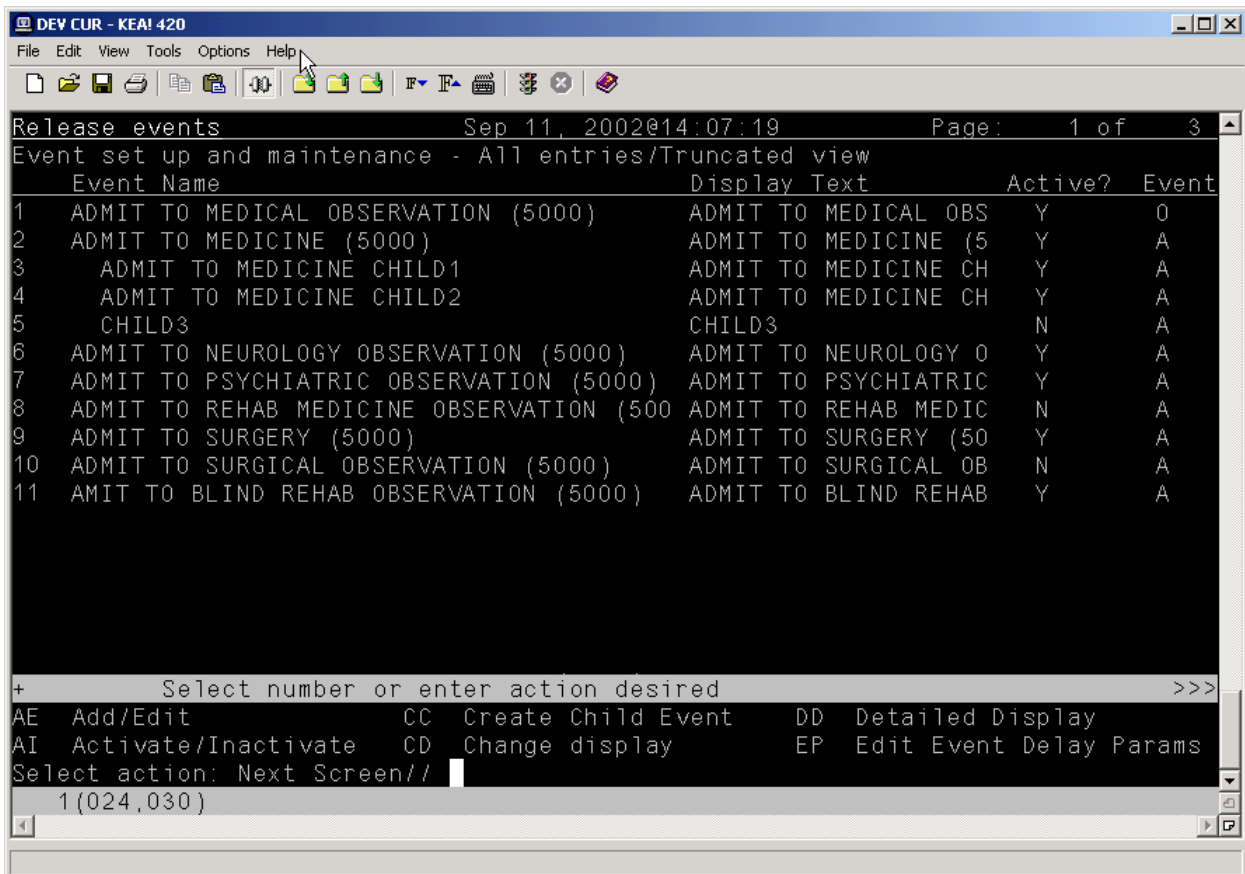 DEV CUR - KEA! 420
File Edit View Tools Options Help
Release events Sep 11, 2002@14:07:19 Page: 1 of 3
Event set up and maintenance - All entries/Truncated view
Event Name Display Text Active? Event
1 ADMIT TO MEDICAL OBSERVATION (5000) ADMIT TO MEDICAL OBS Y O
2 ADMIT TO MEDICINE (5000) ADMIT TO MEDICINE (5 Y A
3 ADMIT TO MEDICINE CHILD1 ADMIT TO MEDICINE CH Y A
4 ADMIT TO MEDICINE CHILD2 ADMIT TO MEDICINE CH Y A
5 CHILD3 CHILD3 N A
6 ADMIT TO NEUROLOGY OBSERVATION (5000) ADMIT TO NEUROLOGY O Y A
7 ADMIT TO PSYCHIATRIC OBSERVATION (5000) ADMIT TO PSYCHIATRIC Y A
8 ADMIT TO REHAB MEDICINE OBSERVATION (500 ADMIT TO REHAB MEDIC N A
9 ADMIT TO SURGERY (5000) ADMIT TO SURGERY (50 Y A
10 ADMIT TO SURGICAL OBSERVATION (5000) ADMIT TO SURGICAL OB N A
11 AMIT TO BLIND REHAB OBSERVATION (5000) ADMIT TO BLIND REHAB Y A
+ Select number or enter action desired >>>
AE Add/Edit CC Create Child Event DD Detailed Display
AI Activate/Inactivate CD Change display EP Edit Event Delay Params
Select action: Next Screen//
1(024,030)